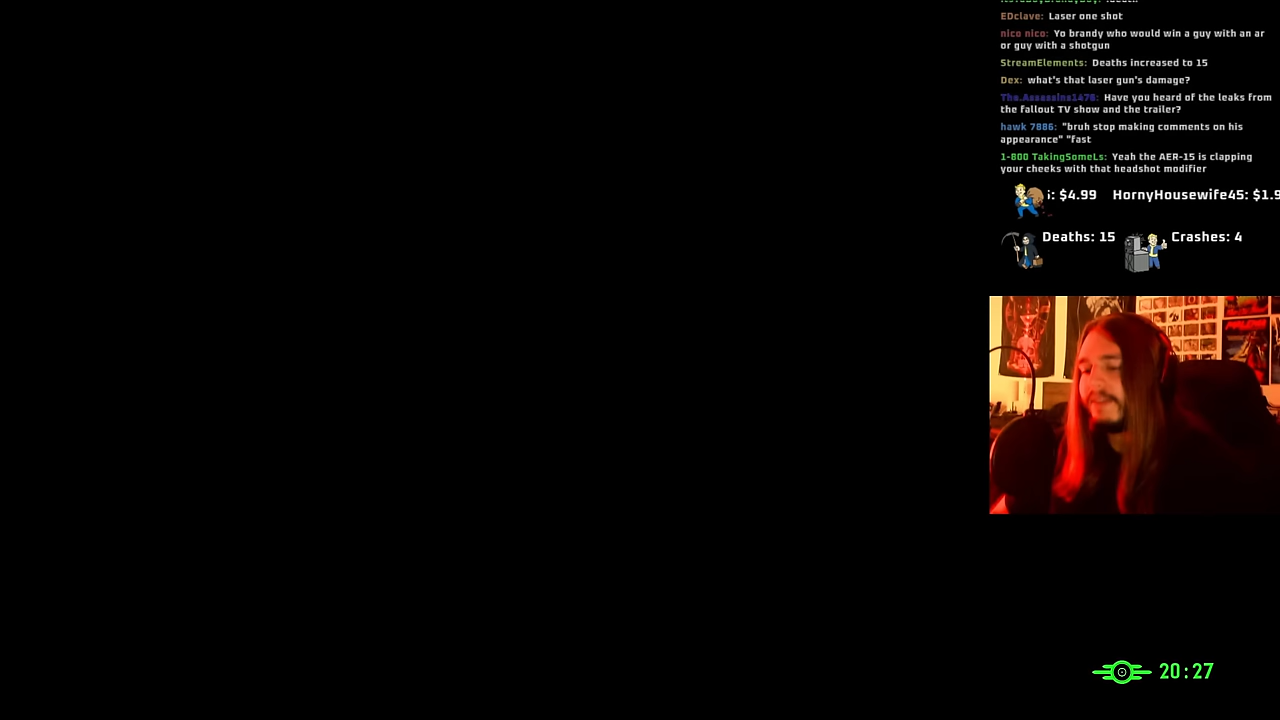 EDclave: Laser one shot
nico nico: Yo brandy who would win a guy with an ar
or guy with a shotgun
StreamElements: Deaths increased to 15
Dex: what's that laser gun's damage?
The.Assassins1476: Have you heard of the leaks from
the fallout TV show and the trailer?
hawk 7886: "bruh stop making comments on his
appearance" "fast
1-800 TakingSomeLs: Yeah the AER-15 is clapping
your cheeks with that headshot modifier
: $4.99 HornyHousewife45: $1.9
Deaths: 15 Crashes: 4
20:27